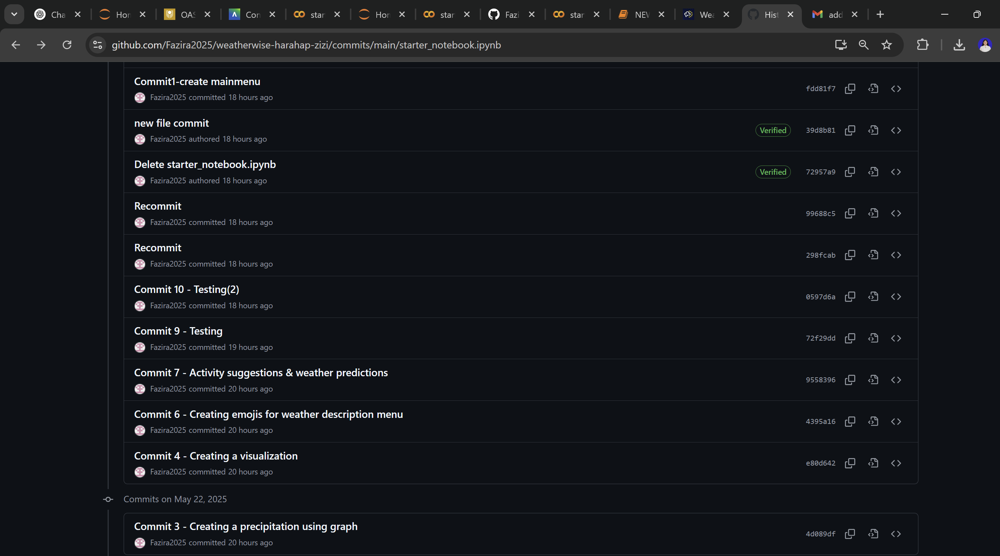 Cha
Hor
OAS
Con
star
Hor
star
Fazi
star
NEW
Wea
Hist
add
github.com/Fazira2025/weatherwise-harahap-zizi/commits/main/starter_notebook.ipynb
Commit1-create mainmenu
Fazira2025 committed 18 hours ago
fdd81f7
new file commit
Fazira2025 authored 18 hours ago
Verified
39d8b81
Delete starter_notebook.ipynb
Fazira2025 authored 18 hours ago
Verified
72957a9
Recommit
Fazira2025 committed 18 hours ago
99688c5
Recommit
Fazira2025 committed 18 hours ago
298fcab
Commit 10 - Testing(2)
Fazira2025 committed 18 hours ago
0597d6a
Commit 9 - Testing
Fazira2025 committed 19 hours ago
72f29dd
Commit 7 - Activity suggestions & weather predictions
Fazira2025 committed 20 hours ago
9558396
Commit 6 - Creating emojis for weather description menu
Fazira2025 committed 20 hours ago
4395a16
Commit 4 - Creating a visualization
Fazira2025 committed 20 hours ago
e80d642
Commits on May 22, 2025
Commit 3 - Creating a precipitation using graph
Fazira2025 committed 20 hours ago
4d089df